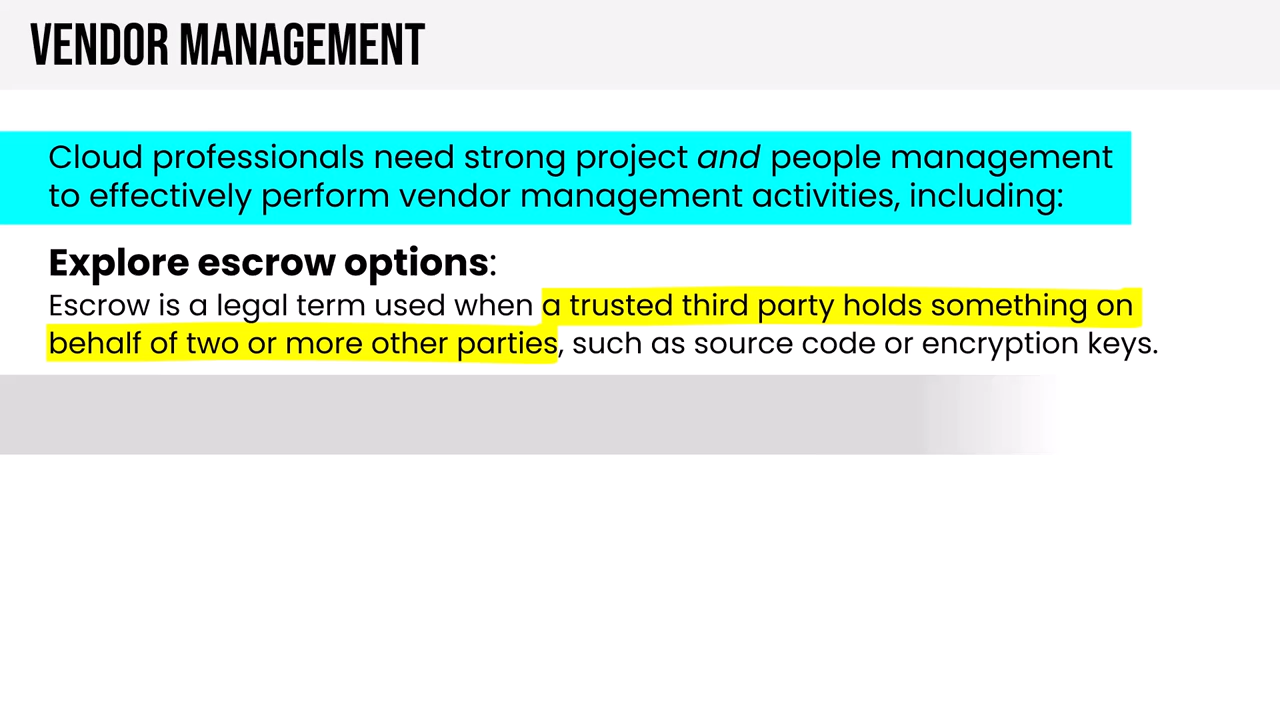 VENDOR MANAGEMENT
Cloud professionals need strong project and people management
to effectively perform vendor management activities, including:
Explore escrow options:
Escrow is a legal term used when a trusted third party holds something on
behalf of two or more other parties, such as source code or encryption keys.